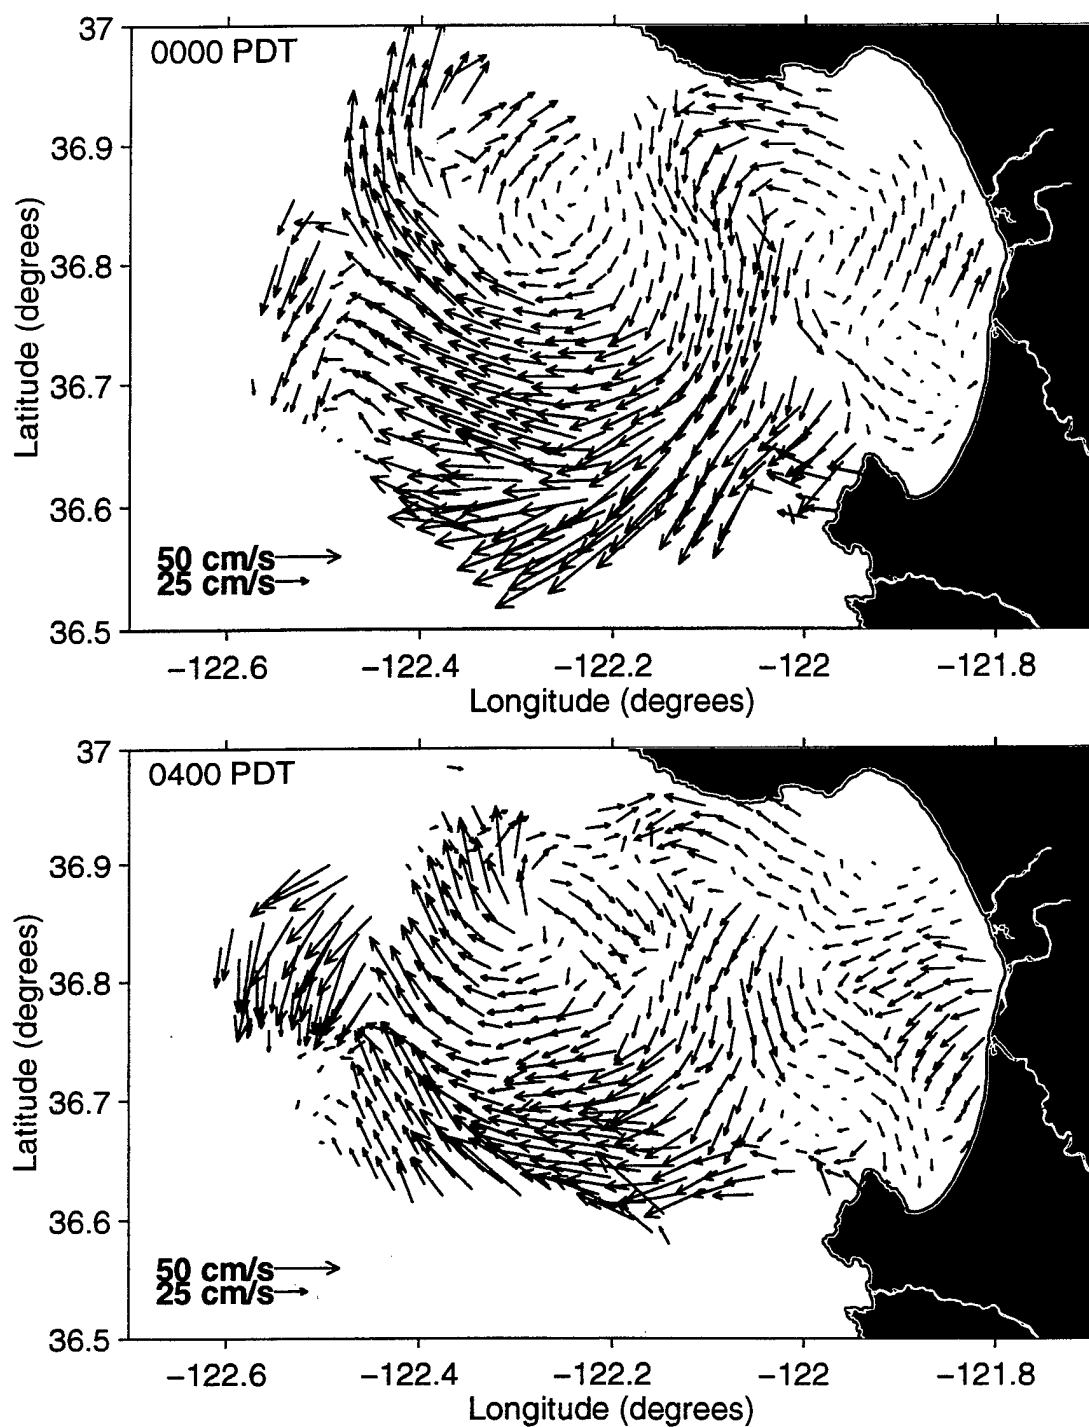 37
0000 PDT
36.9
36.8
36.7
36.6
36.5
Latitude (degrees)
50 cm/s
25 cm/s
−122.6
−122.4
−122.2
−122
−121.8
Longitude (degrees)
37
0400 PDT
36.9
36.8
36.7
36.6
36.5
Latitude (degrees)
50 cm/s
25 cm/s
−122.6
−122.4
−122.2
−122
−121.8
Longitude (degrees)